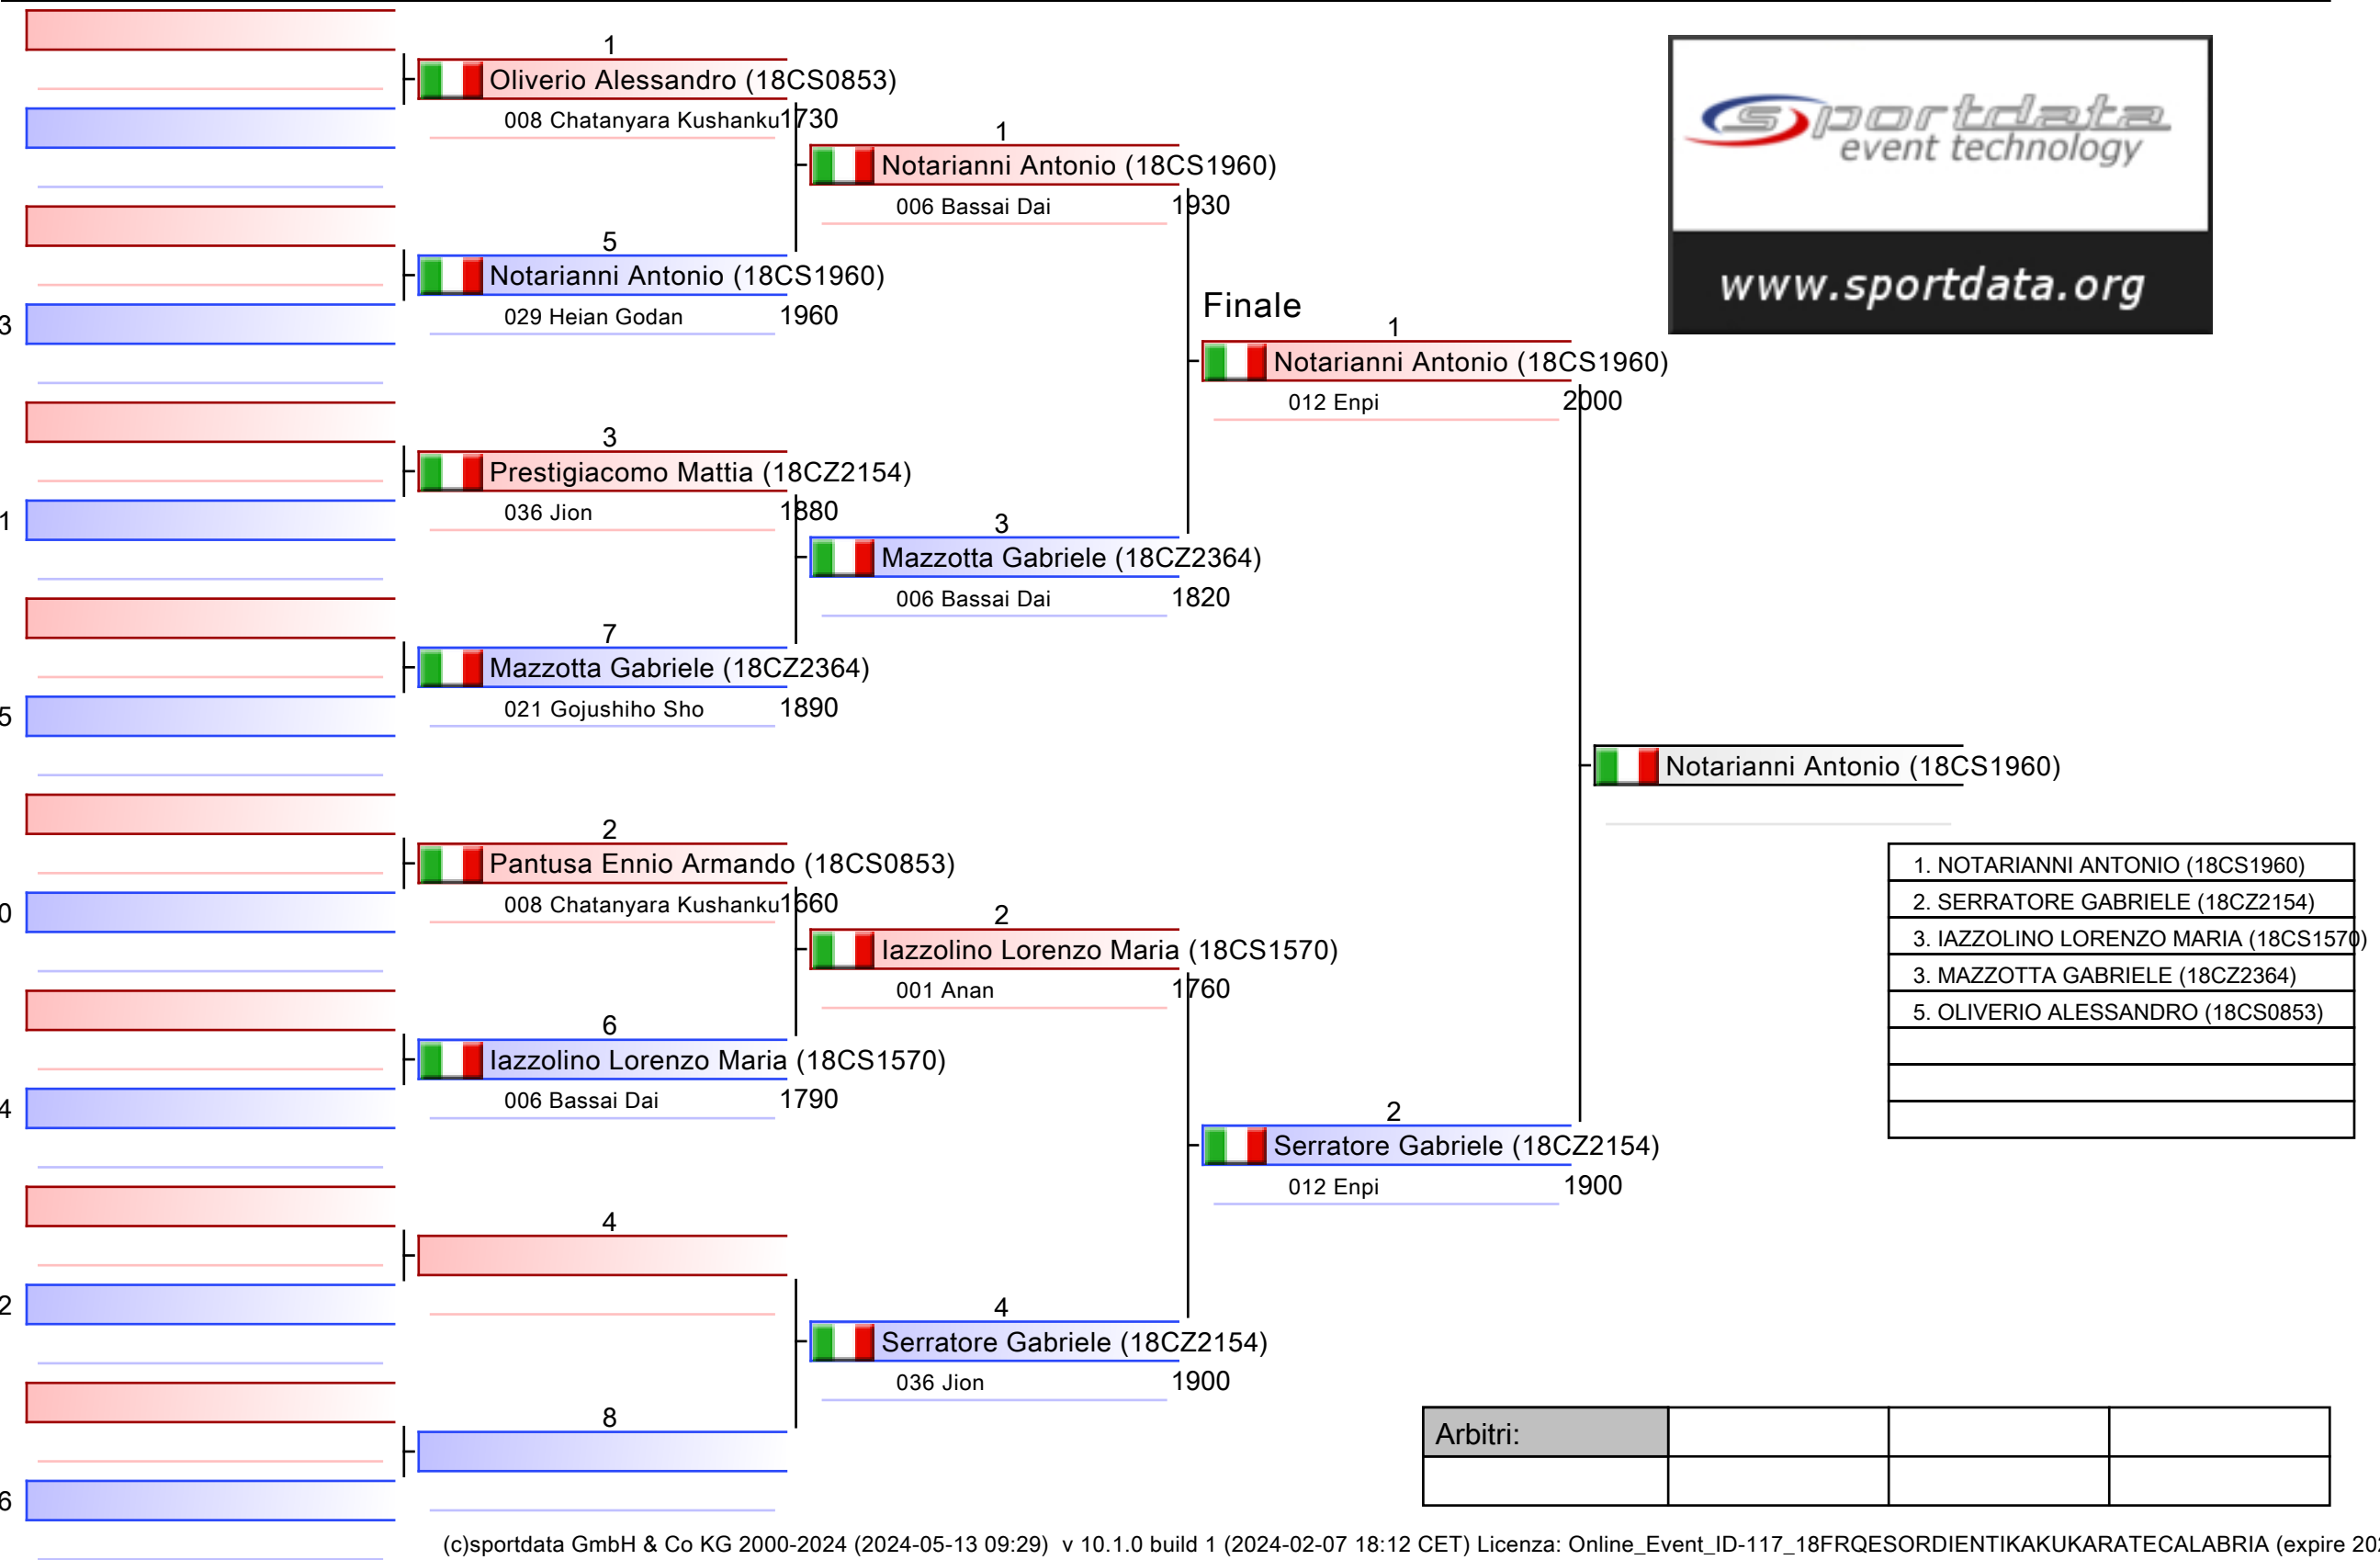 1
Oliverio Alessandro (18CS0853)
008 Chatanyara Kushanku 1730
5
Notarianni Antonio (18CS1960)
029 Heian Godan 1960
3
Prestigiacomo Mattia (18CZ2154)
036 Jion 1880
7
Mazzotta Gabriele (18CZ2364)
021 Gojushiho Sho 1890
2
Pantusa Ennio Armando (18CS0853)
008 Chatanyara Kushanku 1660
6
Iazzolino Lorenzo Maria (18CS1570)
006 Bassai Dai 1790
4
8
3
1
5
0
4
2
6
1
Notarianni Antonio (18CS1960)
006 Bassai Dai 1930
3
Mazzotta Gabriele (18CZ2364)
006 Bassai Dai 1820
2
Iazzolino Lorenzo Maria (18CS1570)
001 Anan 1760
4
Serratore Gabriele (18CZ2154)
036 Jion 1900
Finale
1
Notarianni Antonio (18CS1960)
012 Enpi 2000
2
Serratore Gabriele (18CZ2154)
012 Enpi 1900
Notarianni Antonio (18CS1960)
sportdata
event technology
www.sportdata.org
1. NOTARIANNI ANTONIO (18CS1960)
2. SERRATORE GABRIELE (18CZ2154)
3. IAZZOLINO LORENZO MARIA (18CS1570)
3. MAZZOTTA GABRIELE (18CZ2364)
5. OLIVERIO ALESSANDRO (18CS0853)
Arbitri:
(c)sportdata GmbH & Co KG 2000-2024 (2024-05-13 09:29) v 10.1.0 build 1 (2024-02-07 18:12 CET) Licenza: Online_Event_ID-117_18FRQESORDIENTIKAKUKARATECALABRIA (expire